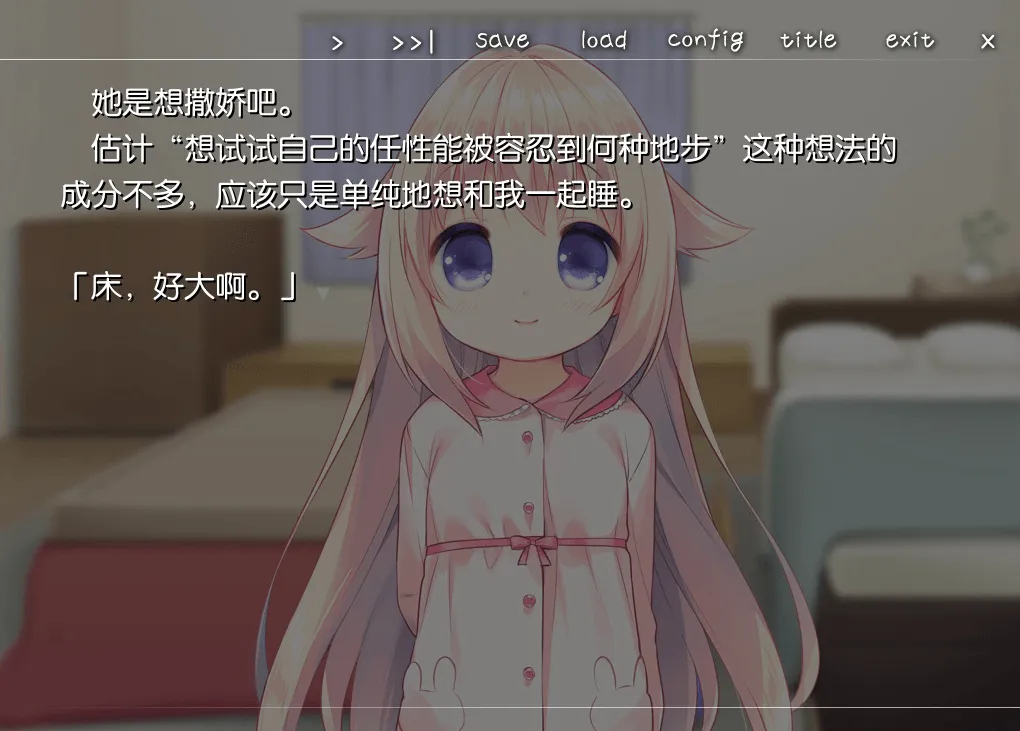 > >>| save load config title exit ×
她是想撒娇吧。
估计“想试试自己的任性能被容忍到何种地步”这种想法的
成分不多，应该只是单纯地想和我一起睡。
「床，好大啊。」